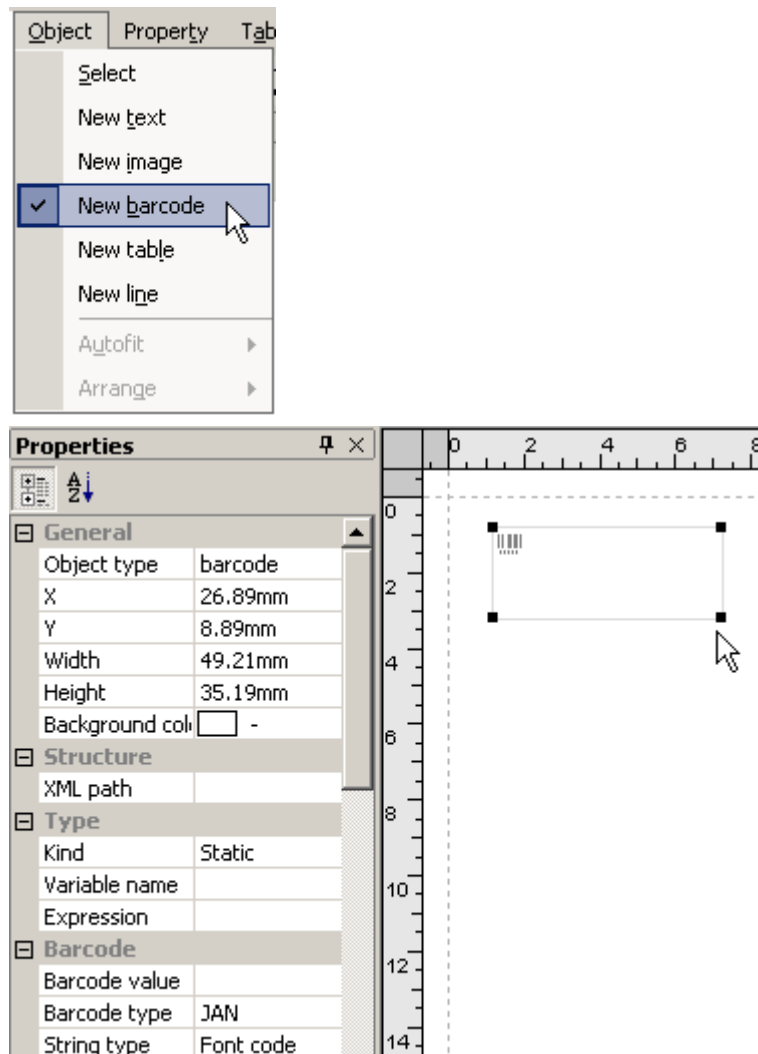 Object Property Tab
Select
New text
New image
New barcode
New table
New line
Autofit
Arrange
Properties
General
Object type barcode
X 26.89mm
Y 8.89mm
Width 49.21mm
Height 35.19mm
Background col -
Structure
XML path
Type
Kind Static
Variable name
Expression
Barcode
Barcode value
Barcode type JAN
String type Font code
0 2 4 6 8
0
2
4
6
8
10
12
14